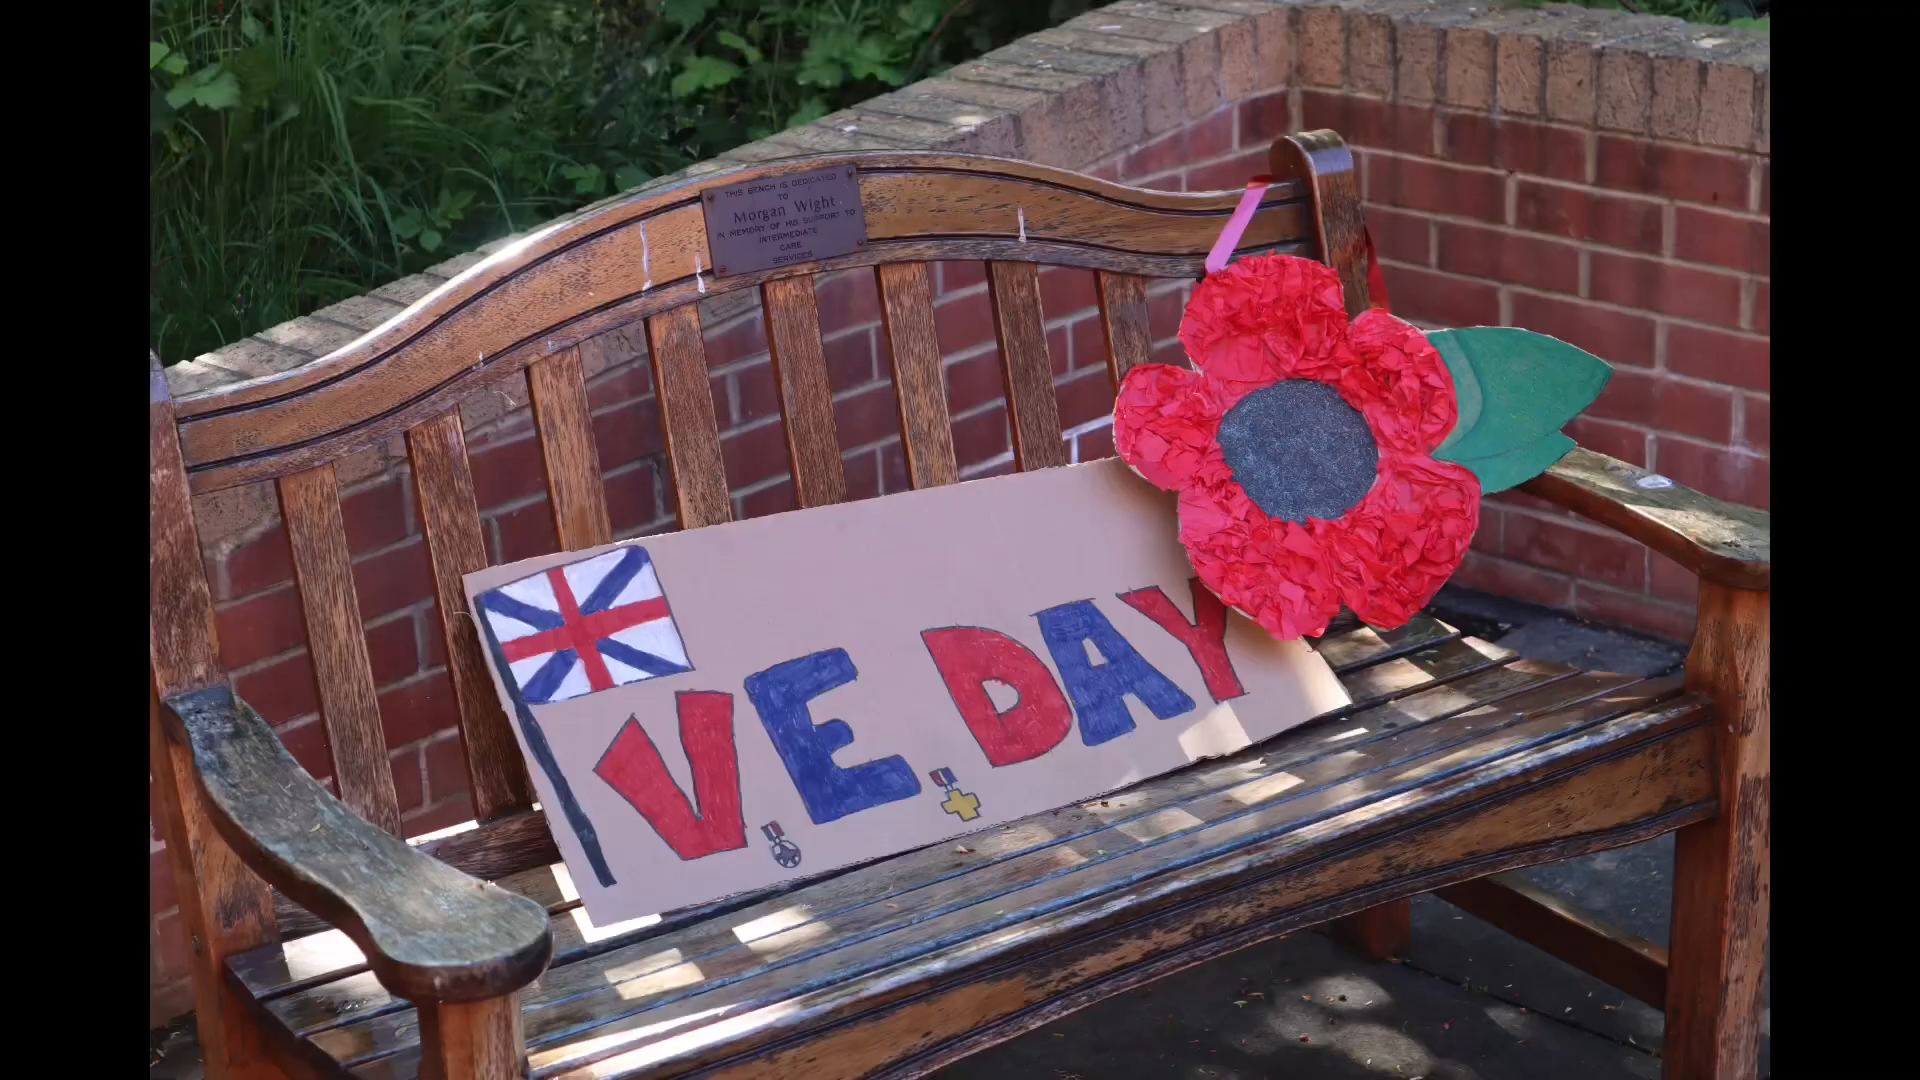 THIS BENCH IS DEDICATED
TO
Morgan Wight
IN MEMORY OF HIS SUPPORT TO
INTERMEDIATE
CARE
SERVICES
V.E. DAY